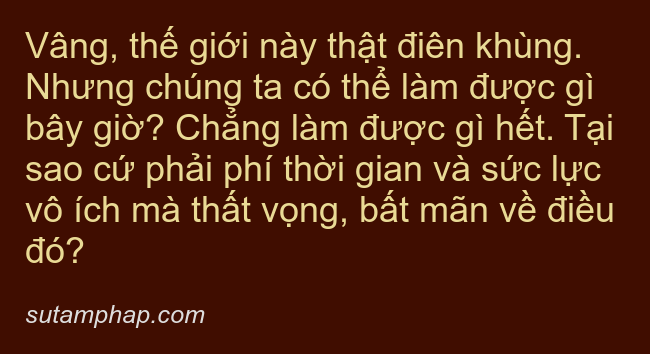 Vâng, thế giới này thật điên khùng.
Nhưng chúng ta có thể làm được gì
bây giờ? Chẳng làm được gì hết. Tại
sao cứ phải phí thời gian và sức lực
vô ích mà thất vọng, bất mãn về điều
đó?
sutamphap.com